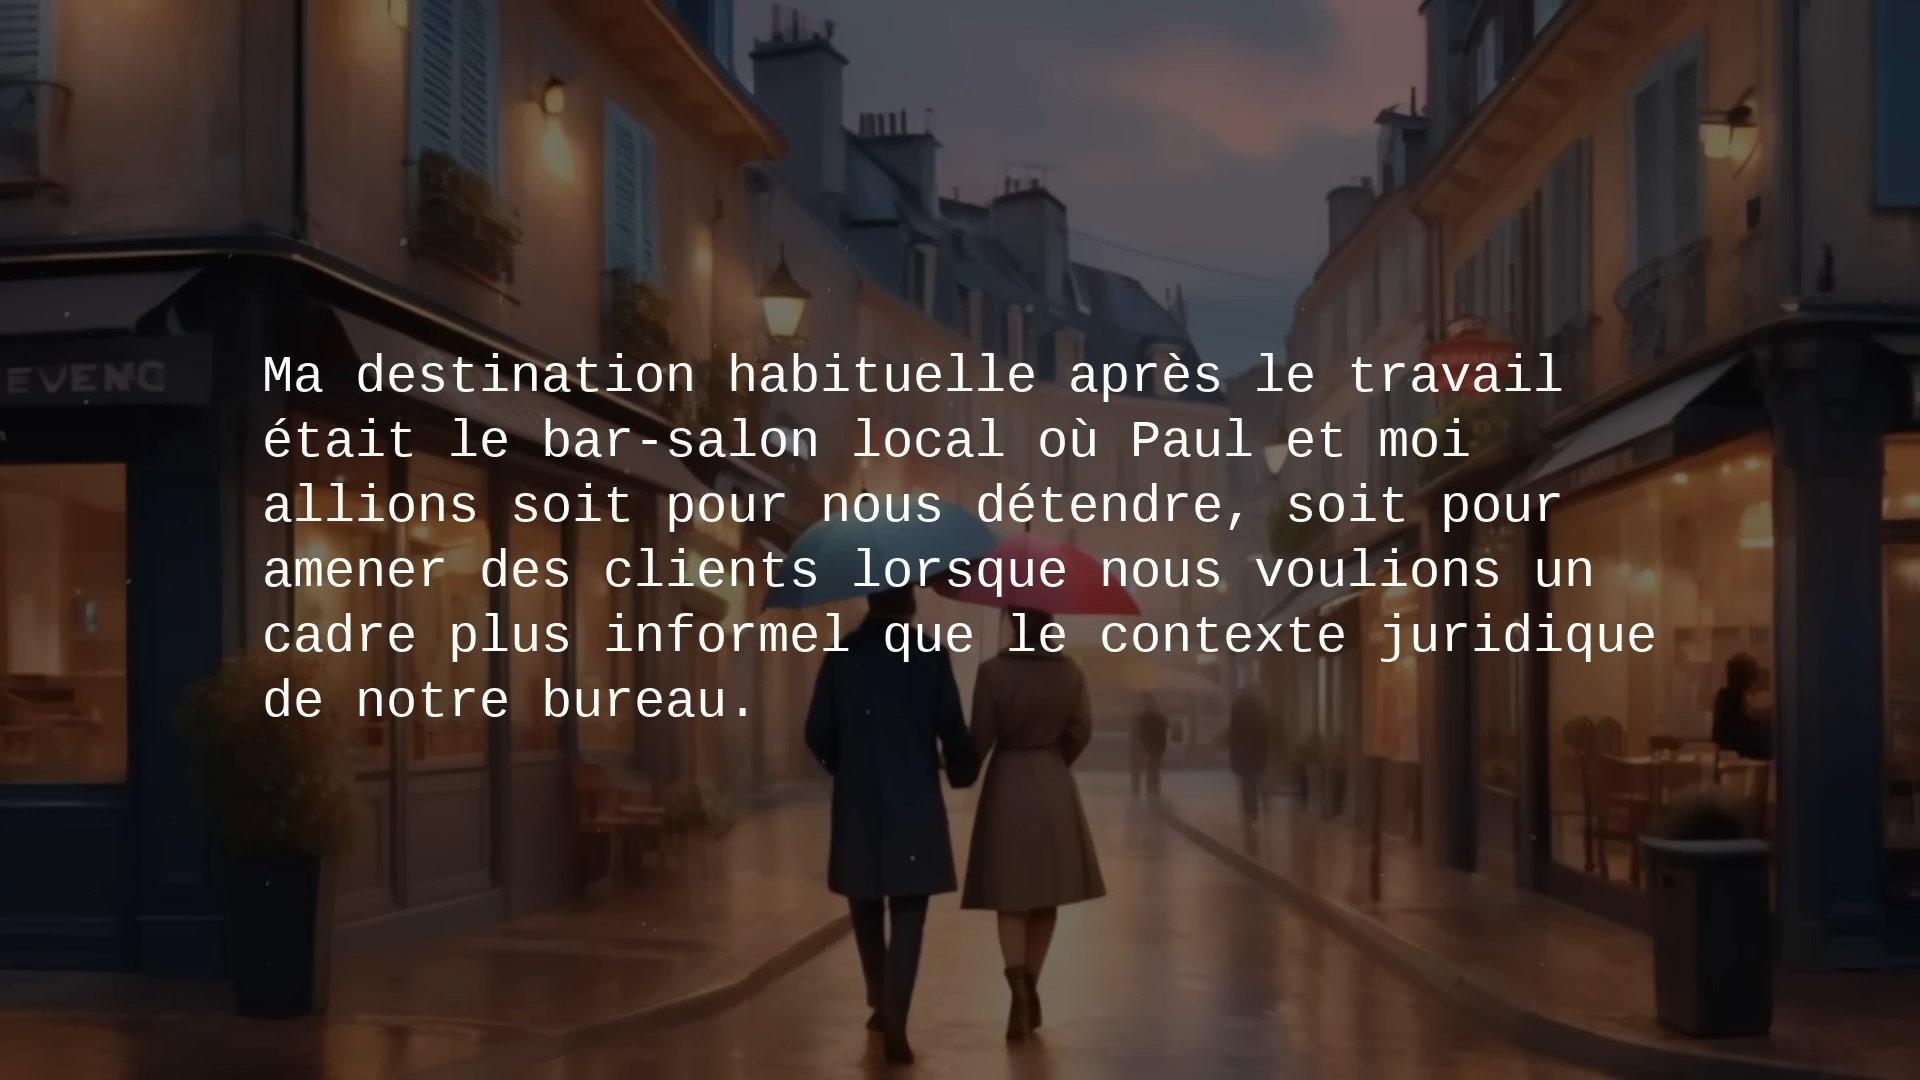 EVENC
Ma destination habituelle après le travail
était le bar-salon local où Paul et moi
allions soit pour nous détendre, soit pour
amener des clients lorsque nous voulions un
cadre plus informel que le contexte juridique
de notre bureau.